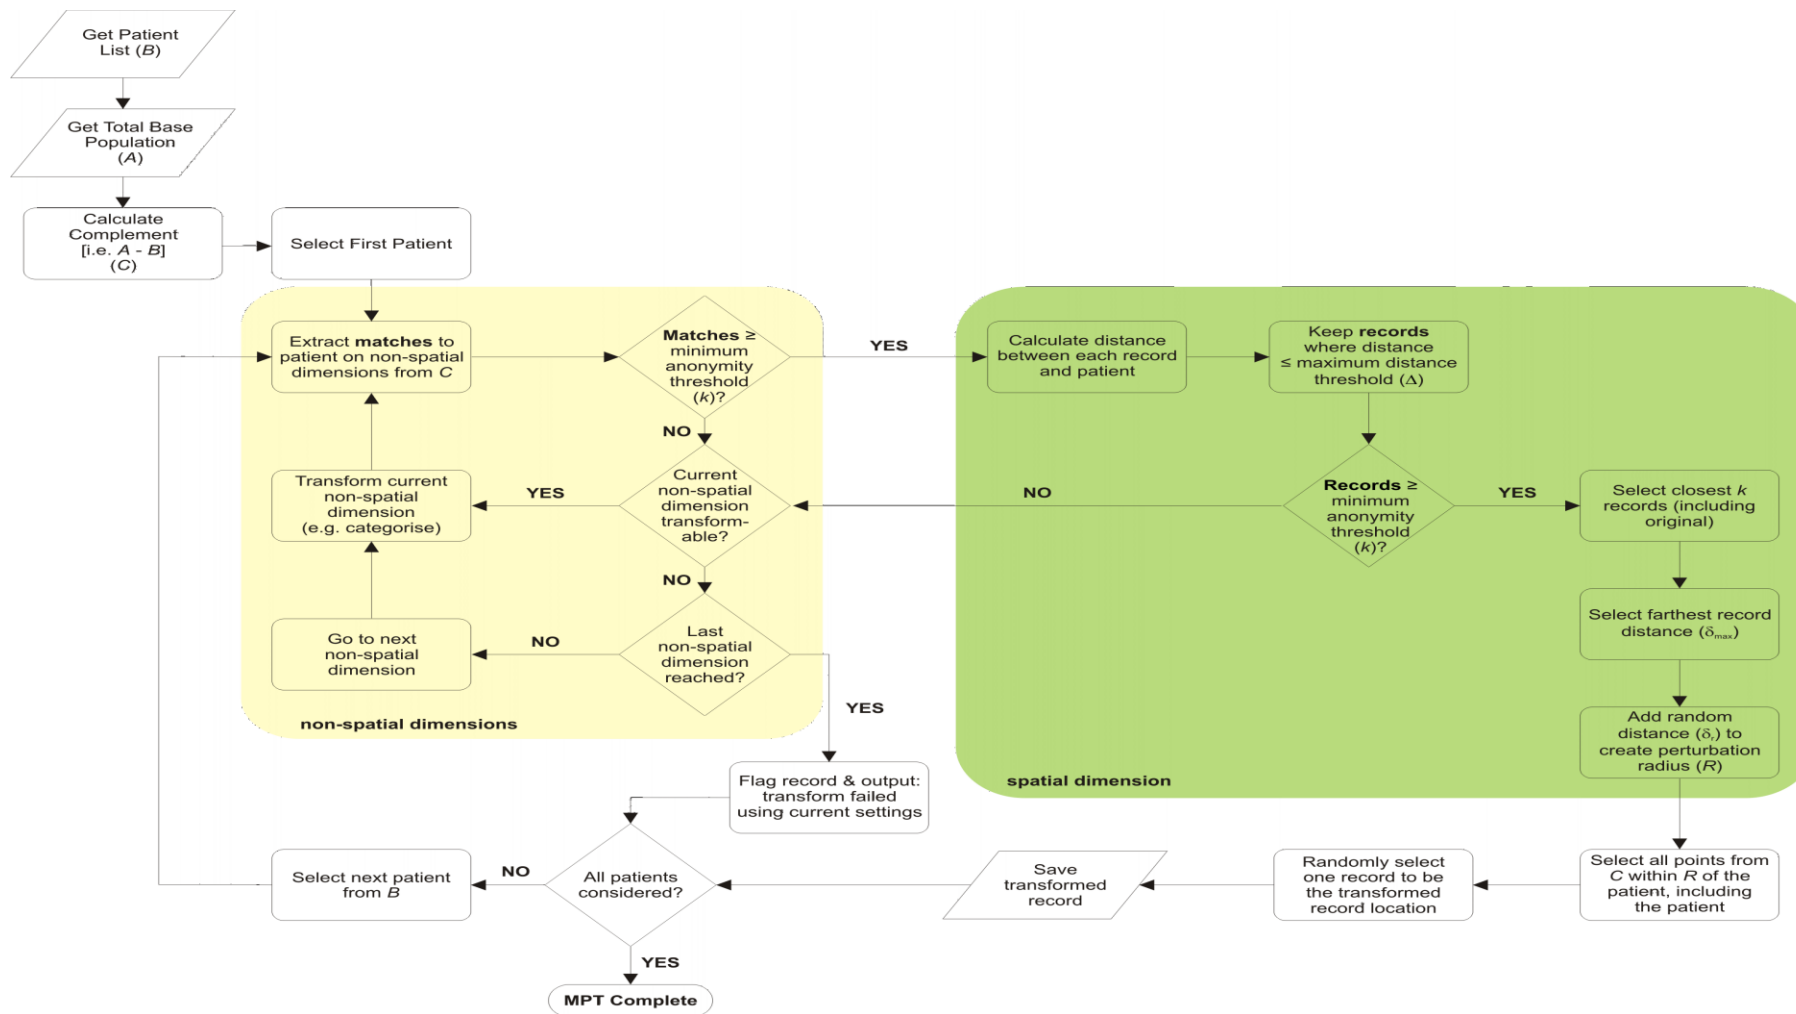 Get Patient
List (B)
Get Total Base
Population
(A)
Calculate
Complement
[i.e. A - B]
(C)
Select First Patient
Extract matches to
patient on non-spatial
dimensions from C
Matches ≥
minimum
anonymity
threshold
(k)?
YES
Calculate distance
between each record
and patient
Keep records
where distance
≤ maximum distance
threshold (Δ)
NO
Transform current
non-spatial
dimension
(e.g. categorise)
YES
Current
non-spatial
dimension
transform-
able?
NO
Records ≥
minimum
anonymity
threshold
(k)?
YES
Select closest k
records (including
original)
NO
Select farthest record
distance (δmax)
Go to next
non-spatial
dimension
NO
Last
non-spatial
dimension
reached?
YES
non-spatial dimensions
Add random
distance (δr) to
create perturbation
radius (R)
spatial dimension
Flag record & output:
transform failed
using current settings
Select next patient
from B
NO
All patients
considered?
Save
transformed
record
Randomly select
one record to be
the transformed
record location
Select all points from
C within R of the
patient, including
the patient
YES
MPT Complete